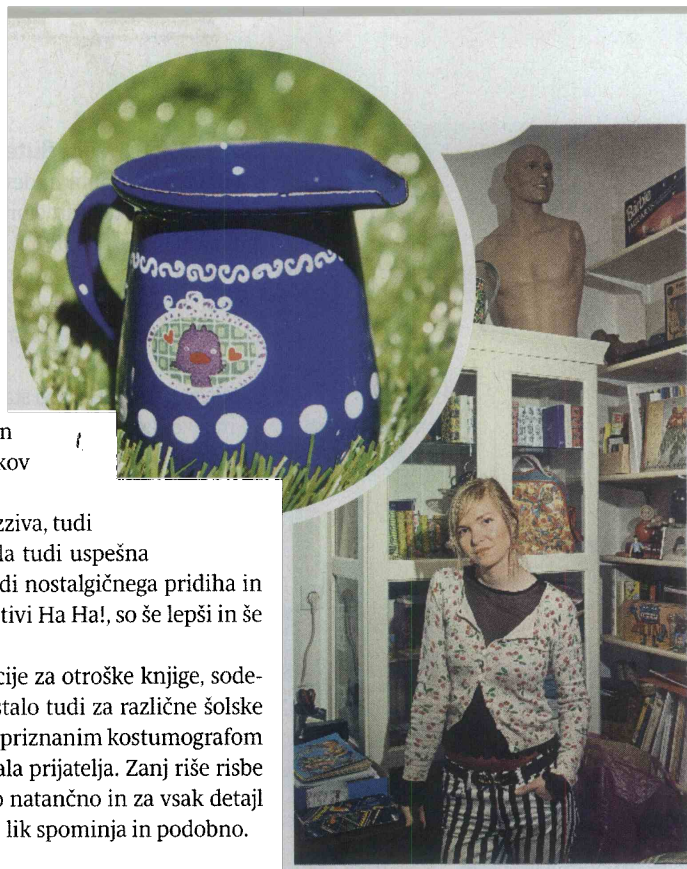 n
kov
zziva, tudi
la tudi uspešna
di nostalgičnega pridiha in
tivi Ha Ha!, so še lepši in še
cije za otroške knjige, sode-
stalo tudi za različne šolske
priznanim kostumografom
ala prijatelja. Zanj riše risbe
o natančno in za vsak detajl
lik spominja in podobno.
Barbie